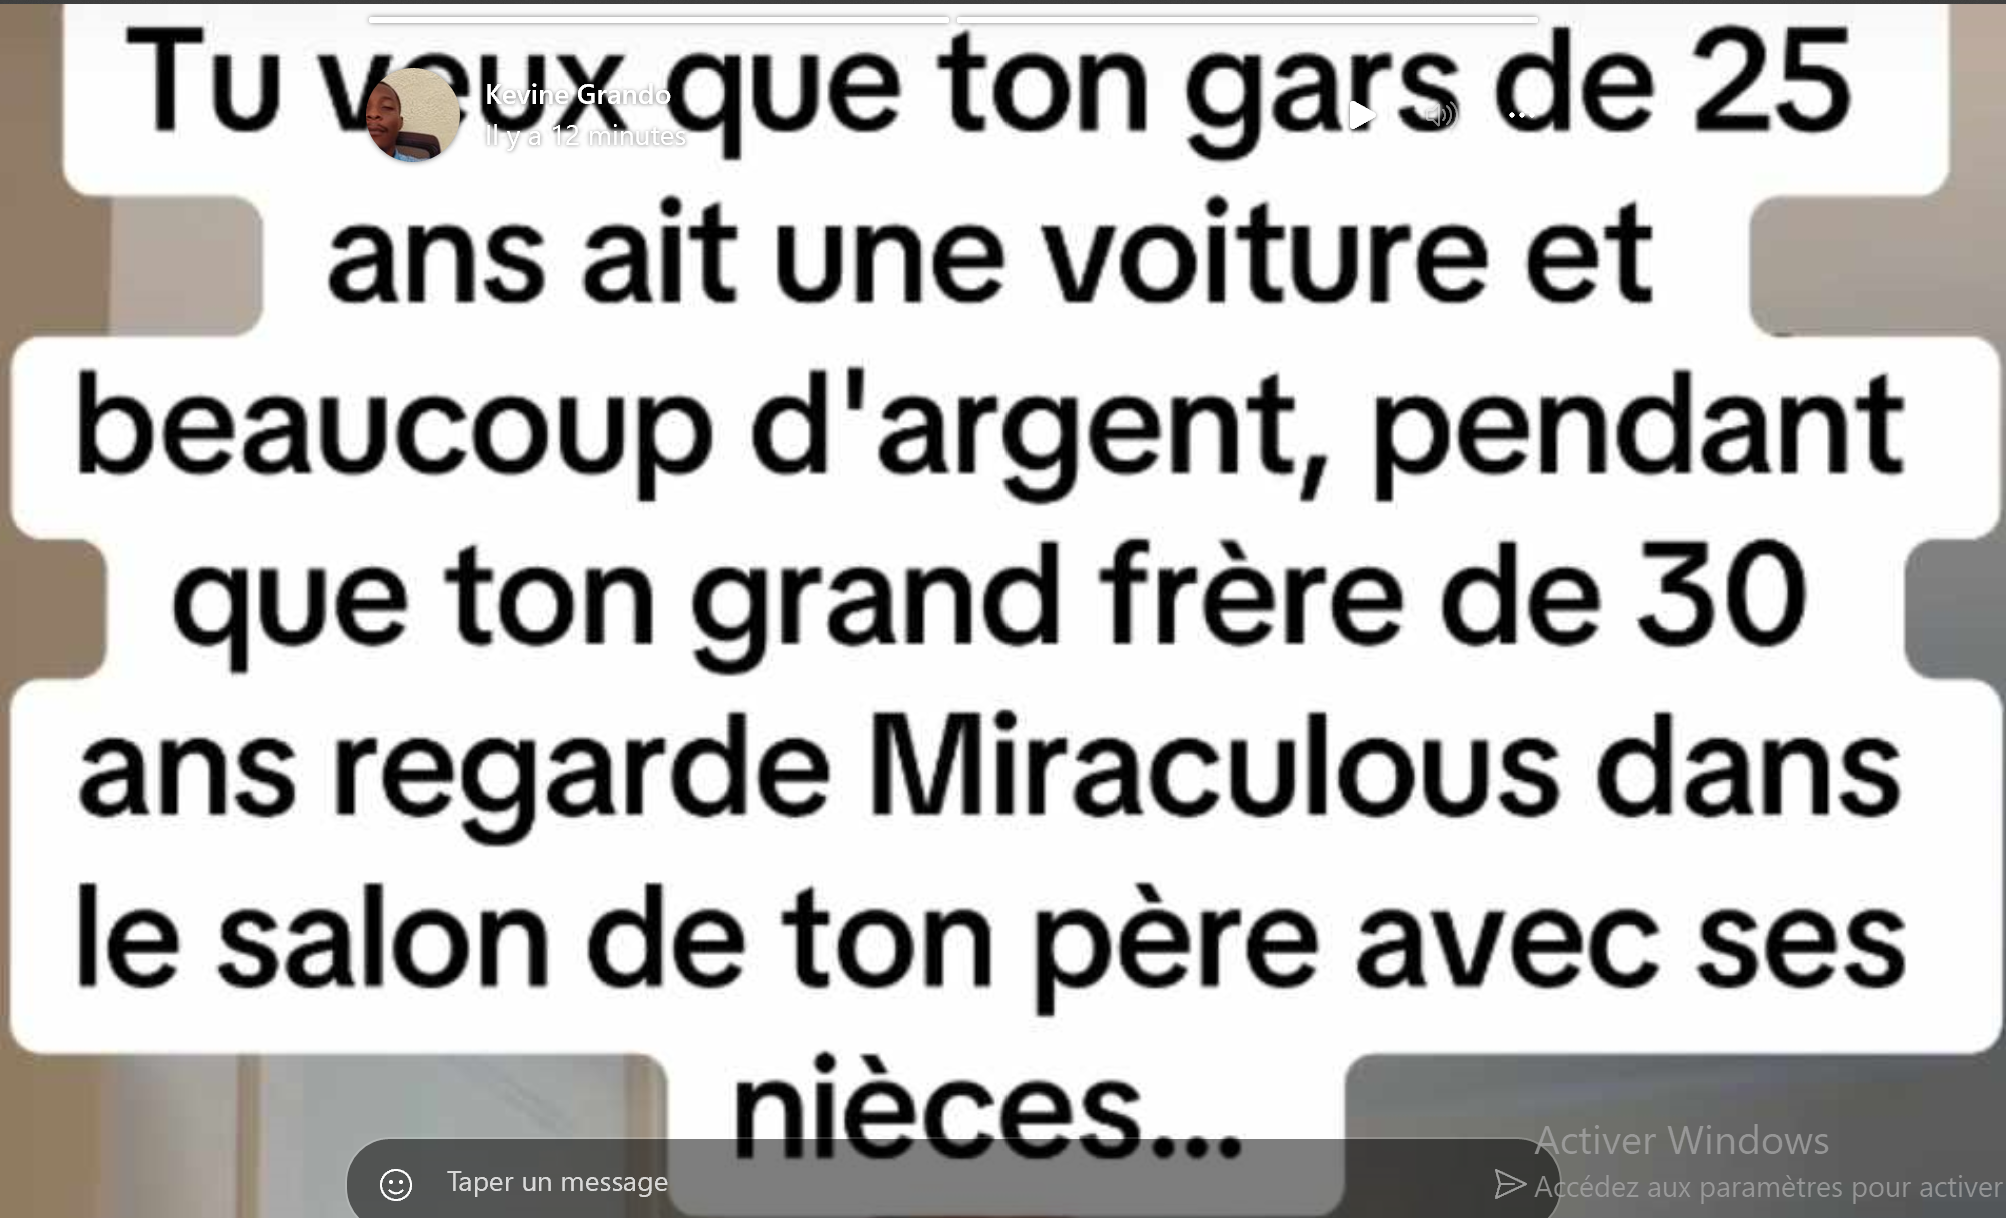 Tu veux que ton gars de 25
Kevine Grando
Il y a 12 minutes
ans ait une voiture et
beaucoup d'argent, pendant
que ton grand frère de 30
ans regarde Miraculous dans
le salon de ton père avec ses
nièces...
Taper un message
Activer Windows
Accédez aux paramètres pour activer